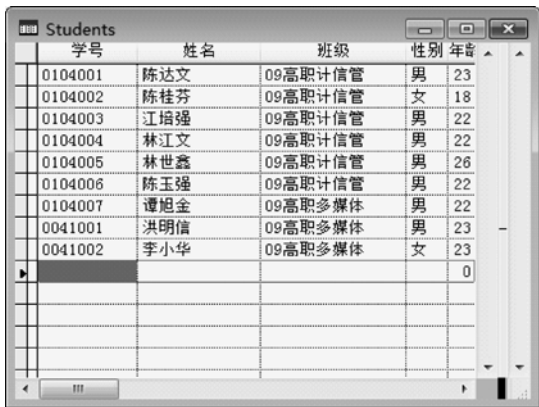 Students
学号 姓名 班级 性别 年龄
0104001 陈达文 09高职计信管 男 23
0104002 陈桂芬 09高职计信管 女 18
0104003 江培强 09高职计信管 男 22
0104004 林江文 09高职计信管 男 22
0104005 林世鑫 09高职计信管 男 26
0104006 陈玉强 09高职计信管 男 22
0104007 谭旭金 09高职多媒体 男 22
0041001 洪明信 09高职多媒体 男 23
0041002 李小华 09高职多媒体 女 23
0